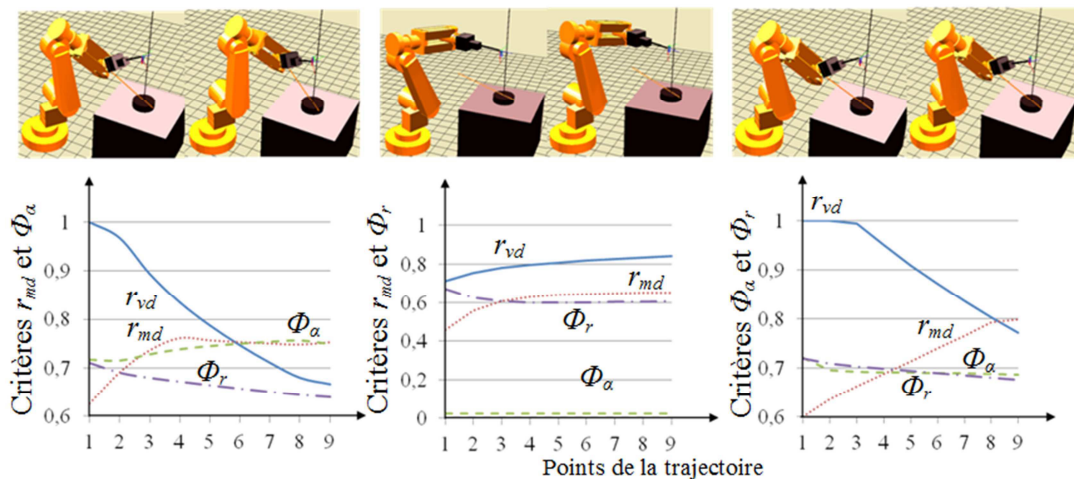 Critères r_md et Φ_α
1
0,9
0,8
0,7
0,6
r_vd
r_md
Φ_α
Φ_r
1 2 3 4 5 6 7 8 9
Critères r_md et Φ_r
1
0,8
0,6
0,4
0,2
0
r_vd
r_md
Φ_r
Φ_α
1 2 3 4 5 6 7 8 9
Critères Φ_α et Φ_r
1
0,9
0,8
0,7
0,6
r_vd
r_md
Φ_α
Φ_r
1 2 3 4 5 6 7 8 9
Points de la trajectoire